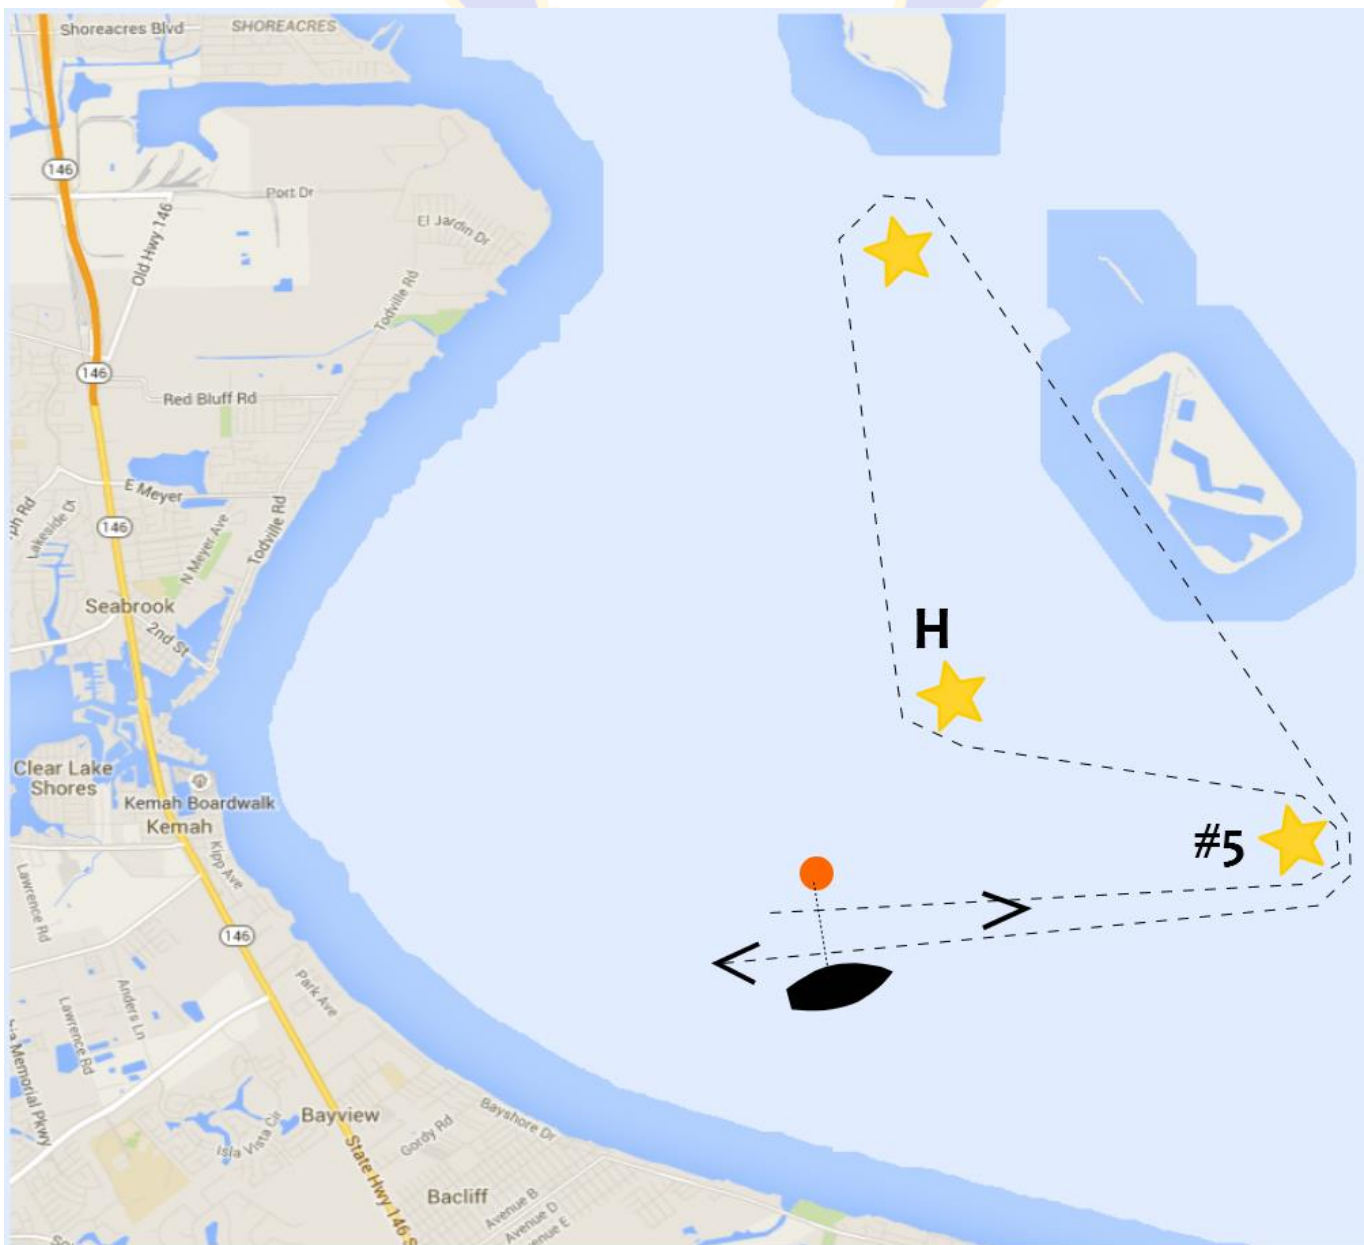 Shoreacres Blvd
SHOREACRES
146
Port Dr
El Jardin Dr
Old Hwy 146
Todville Rd
146
Red Bluff Rd
E Meyer
ph Rd
Lakeside Dr
146
N Meyer Ave
Todville Rd
Seabrook
2nd St
H
Clear Lake
Shores
Kemah Boardwalk
Kemah
#5
Kipp Ave
Lawrence Rd
146
Park Ave
Anders Ln
Lawrence Rd
Memorial Pkwy
Bayview
Isla Vista Cir
Bayshore Dr
Gordy Rd
State Hwy 146 S
Bacliff
Avenue B
Avenue D
Avenue E